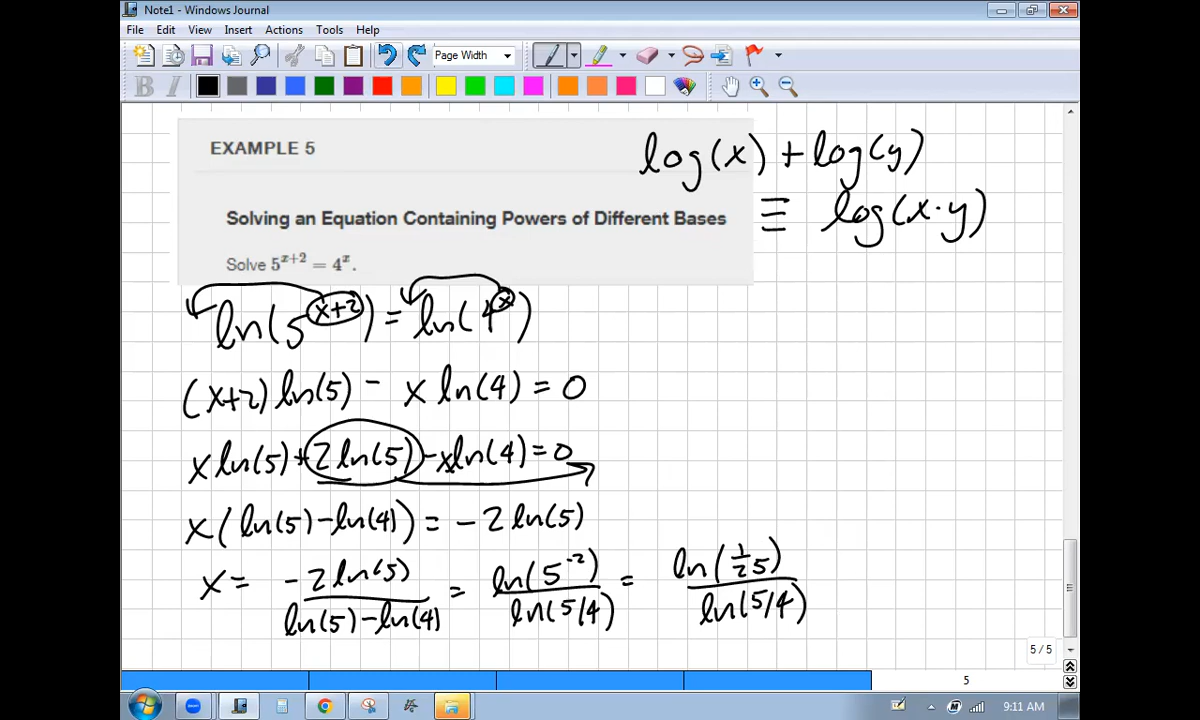 Note1 - Windows Journal
File Edit View Insert Actions Tools Help
Page Width
B I
EXAMPLE 5
log(x) + log(y)
≡ log(x·y)
Solving an Equation Containing Powers of Different Bases
Solve 5^{x+2} = 4^x.
ln(5^{x+2}) = ln(4^x)
(x+2) ln(5) - x ln(4) = 0
x ln(5) + 2 ln(5) - x ln(4) = 0
x(ln(5) - ln(4)) = -2 ln(5)
x = -2 ln(5) / (ln(5) - ln(4)) = ln(5^{-2}) / ln(5/4) = ln(1/25) / ln(5/4)
5/5
5
9:11 AM